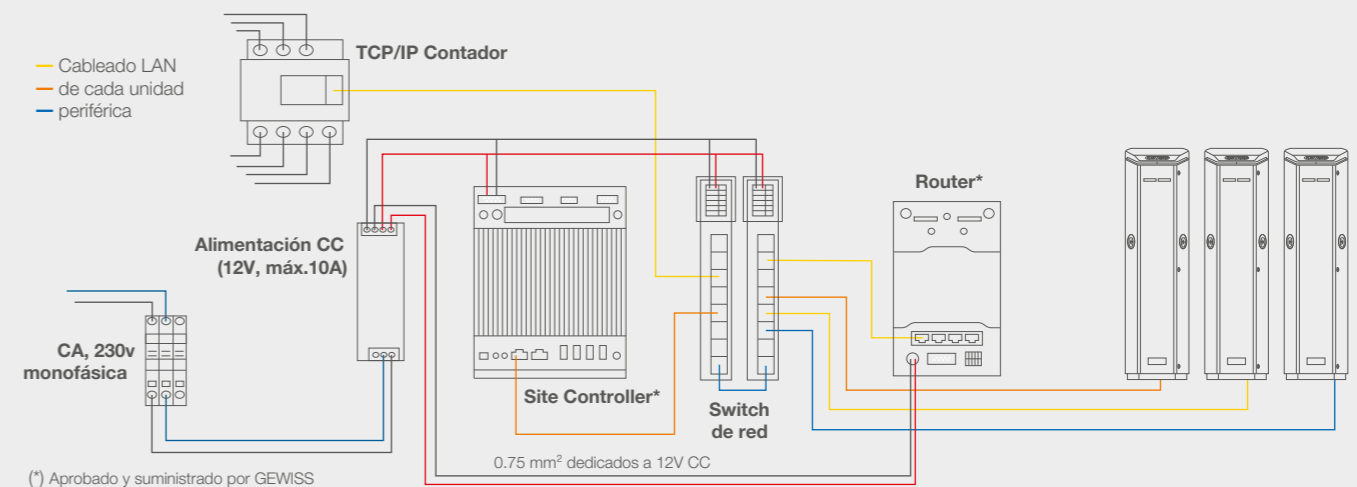 TCP/IP Contador
Cableado LAN
de cada unidad
periférica
Router*
Alimentación CC
(12V, máx.10A)
CA, 230v
monofásica
Site Controller*
Switch
de red
0.75 mm² dedicados a 12V CC
(*) Aprobado y suministrado por GEWISS